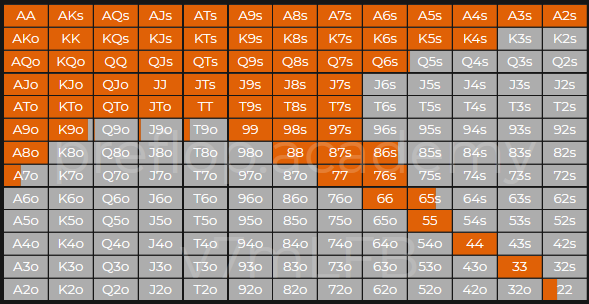 AA AKs AQs AJs ATs A9s A8s A7s A6s A5s A4s A3s A2s
AKo KK KQs KJs KTs K9s K8s K7s K6s K5s K4s K3s K2s
AQo KQo QQ QJs QTs Q9s Q8s Q7s Q6s Q5s Q4s Q3s Q2s
AJo KJo QJo JJ JTs J9s J8s J7s J6s J5s J4s J3s J2s
ATo KTo QTo JTo TT T9s T8s T7s T6s T5s T4s T3s T2s
A9o K9o Q9o J9o T9o 99 98s 97s 96s 95s 94s 93s 92s
A8o K8o Q8o J8o T8o 98o 88 87s 86s 85s 84s 83s 82s
A7o K7o Q7o J7o T7o 97o 87o 77 76s 75s 74s 73s 72s
A6o K6o Q6o J6o T6o 96o 86o 76o 66 65s 64s 63s 62s
A5o K5o Q5o J5o T5o 95o 85o 75o 65o 55 54s 53s 52s
A4o K4o Q4o J4o T4o 94o 84o 74o 64o 54o 44 43s 42s
A3o K3o Q3o J3o T3o 93o 83o 73o 63o 53o 43o 33 32s
A2o K2o Q2o J2o T2o 92o 82o 72o 62o 52o 42o 32o 22